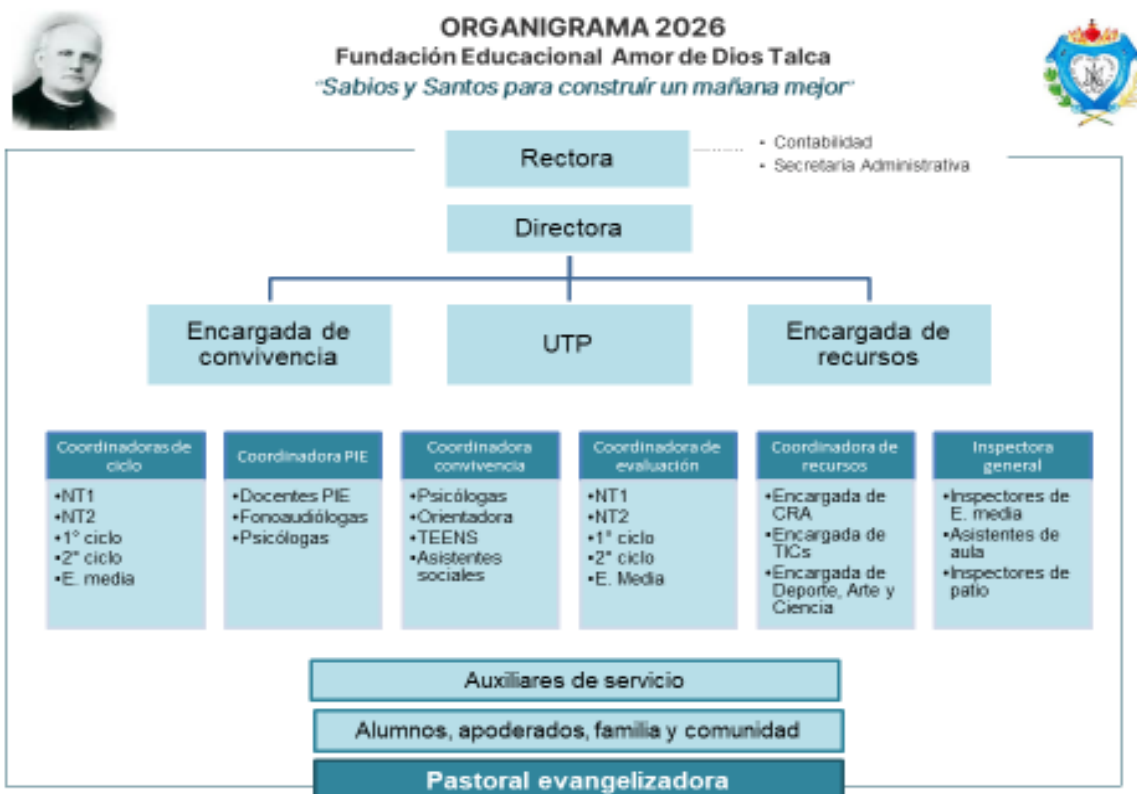 ORGANIGRAMA 2026
Fundación Educacional Amor de Dios Talca
"Sabios y Santos para construír un mañana mejor"
Rectora
• Contabilidad
• Secretaria Administrativa
Directora
Encargada de
convivencia
UTP
Encargada de
recursos
Coordinadoras de
ciclo
•NT1
•NT2
•1° ciclo
•2° ciclo
•E. media
Coordinadora PIE
•Docentes PIE
•Fonoaudiólogas
•Psicólogas
Coordinadora
convivencia
•Psicólogas
•Orientadora
•TEENS
•Asistentes
sociales
Coordinadora de
evaluación
•NT1
•NT2
•1° ciclo
•2° ciclo
•E. Media
Coordinadora de
recursos
•Encargada de
CRA
•Encargada de
TICs
•Encargada de
Deporte, Arte y
Ciencia
Inspectora
general
•Inspectores de
E. media
•Asistentes de
aula
•Inspectores de
patio
Auxiliares de servicio
Alumnos, apoderados, familia y comunidad
Pastoral evangelizadora